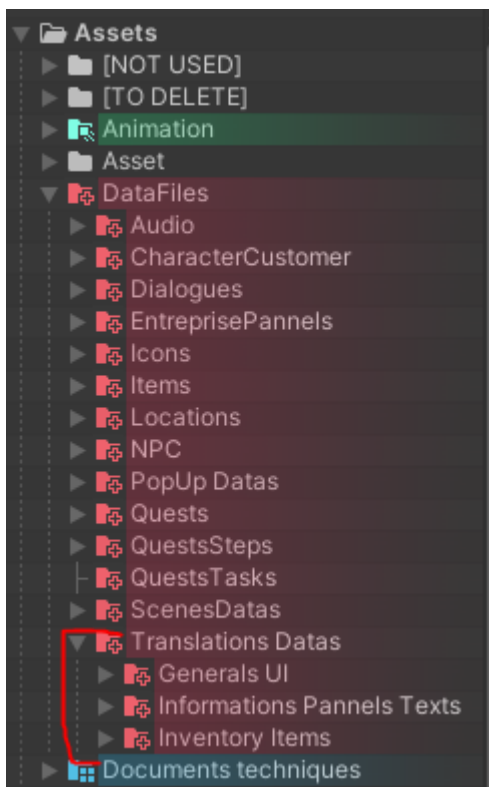 Assets
[NOT USED]
[TO DELETE]
Animation
Asset
DataFiles
Audio
CharacterCustomer
Dialogues
EntreprisePannels
Icons
Items
Locations
NPC
PopUp Datas
Quests
QuestsSteps
QuestsTasks
ScenesDatas
Translations Datas
Generals UI
Informations Pannels Texts
Inventory Items
Documents techniques